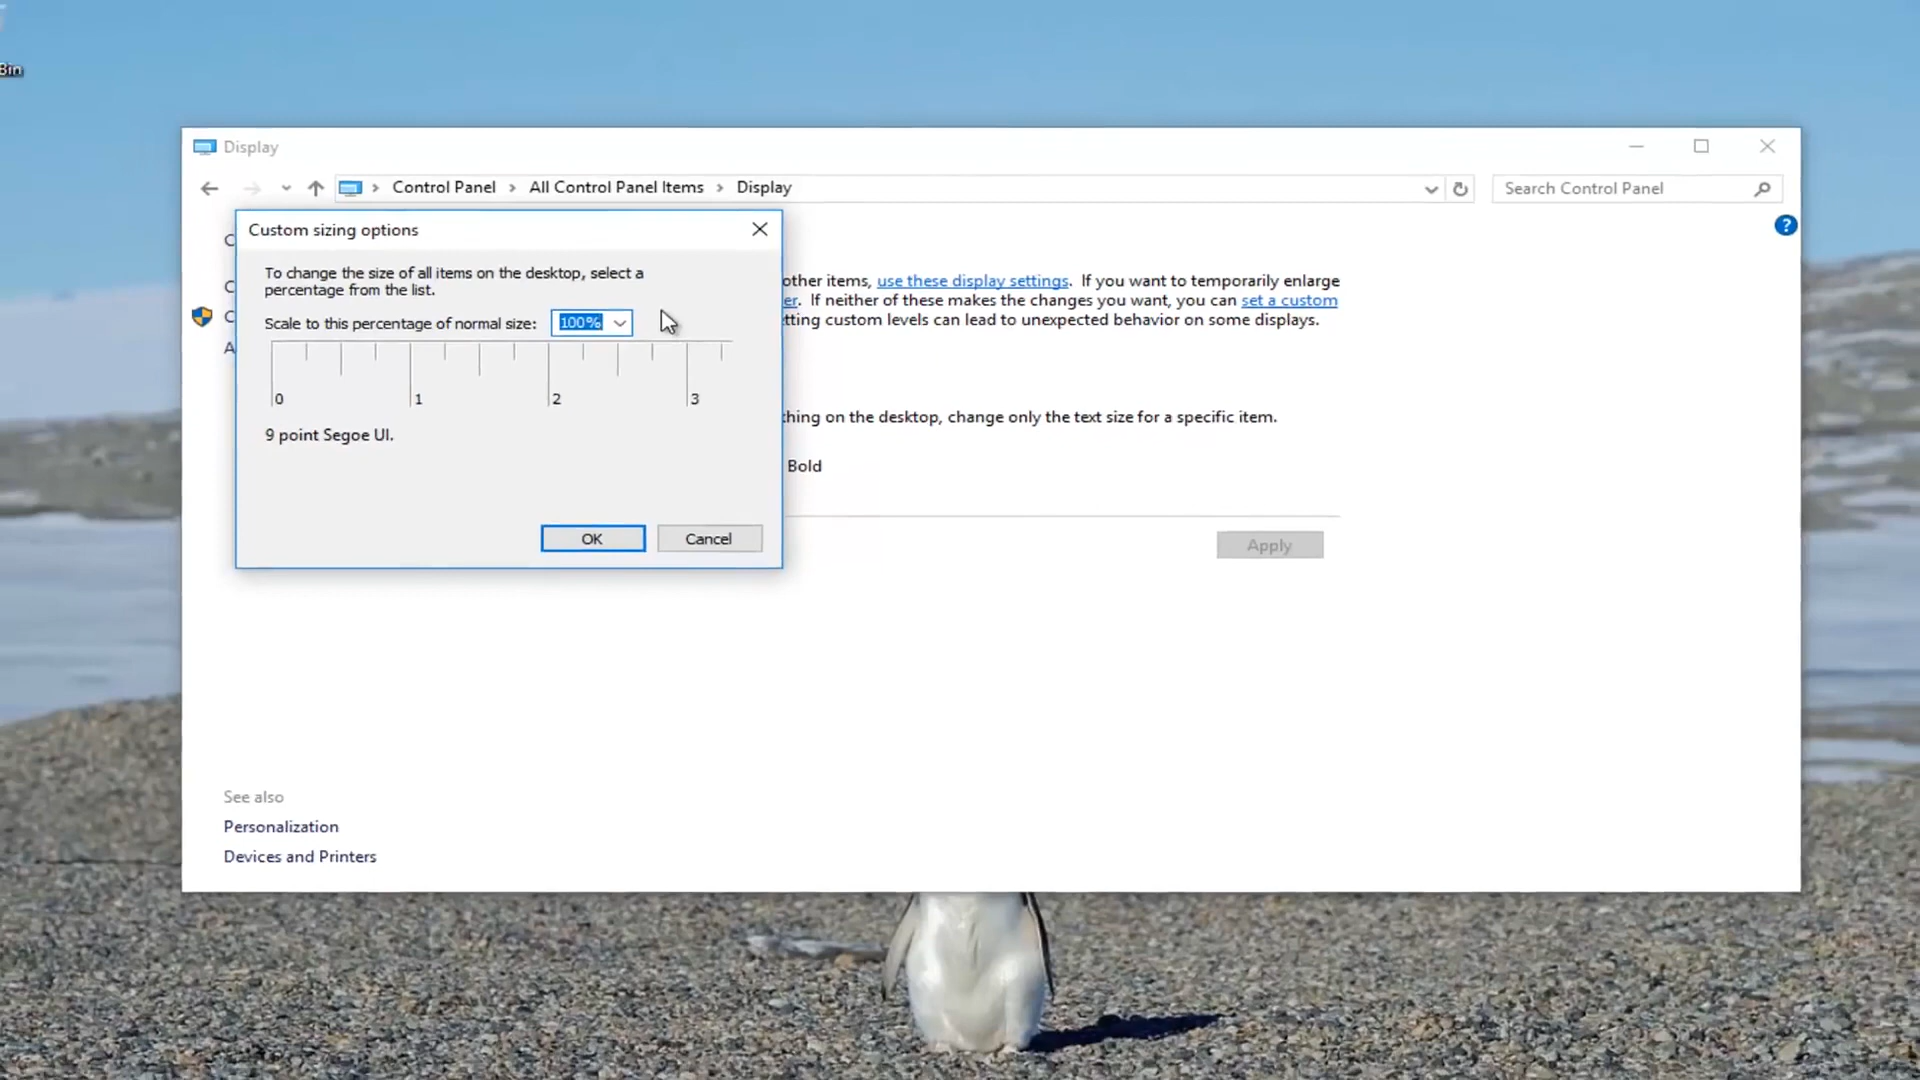 Bin
Display
Control Panel › All Control Panel Items › Display
Search Control Panel
Custom sizing options
To change the size of all items on the desktop, select a
percentage from the list.
Scale to this percentage of normal size: 100%
0 1 2 3
9 point Segoe UI.
OK Cancel
C
C
C
A
other items, use these display settings. If you want to temporarily enlarge
er. If neither of these makes the changes you want, you can set a custom
tting custom levels can lead to unexpected behavior on some displays.
thing on the desktop, change only the text size for a specific item.
Bold
Apply
See also
Personalization
Devices and Printers